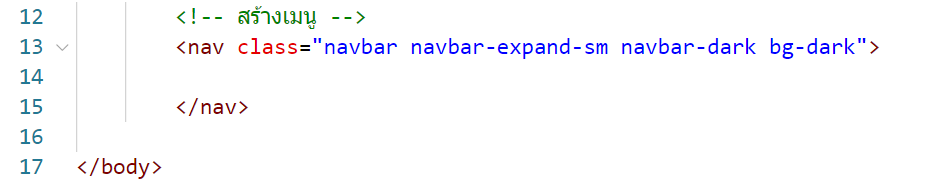 12 <!-- สร้างเมนู -->
13 <nav class="navbar navbar-expand-sm navbar-dark bg-dark">
14
15 </nav>
16
17 </body>